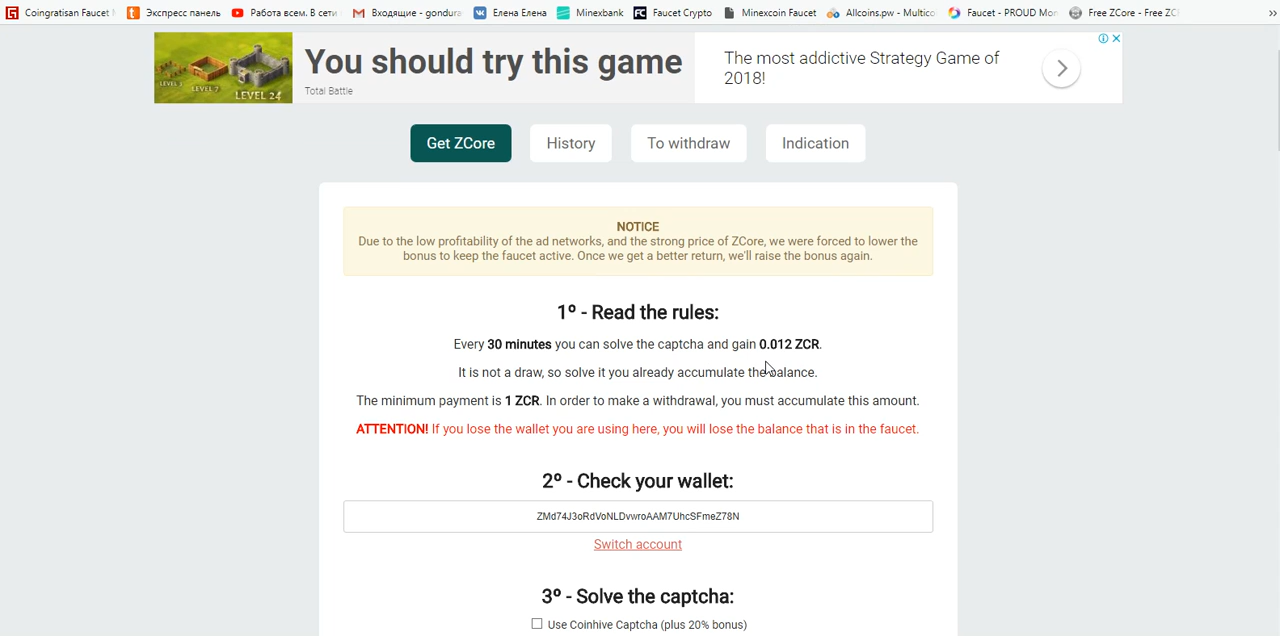 Coingratisan Faucet Экспресс панель Работа всем. В сети Входящие - gondura Елена Елена Minexbank Faucet Crypto Minexcoin Faucet Allcoins.pw - Multico Faucet - PROUD Mon Free ZCore - Free ZC »
You should try this game
The most addictive Strategy Game of
2018!
Total Battle
LEVEL 3 LEVEL 7 LEVEL 24
Get ZCore History To withdraw Indication
NOTICE
Due to the low profitability of the ad networks, and the strong price of ZCore, we were forced to lower the
bonus to keep the faucet active. Once we get a better return, we'll raise the bonus again.
1º - Read the rules:
Every 30 minutes you can solve the captcha and gain 0.012 ZCR.
It is not a draw, so solve it you already accumulate the balance.
The minimum payment is 1 ZCR. In order to make a withdrawal, you must accumulate this amount.
ATTENTION! If you lose the wallet you are using here, you will lose the balance that is in the faucet.
2º - Check your wallet:
ZMd74J3oRdVoNLDvwroAAM7UhcSFmeZ78N
Switch account
3º - Solve the captcha:
Use Coinhive Captcha (plus 20% bonus)